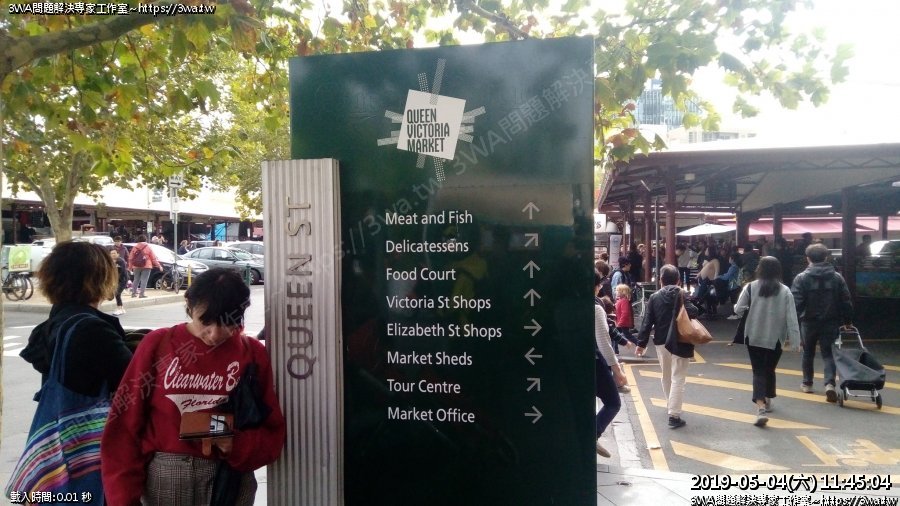 3WA問題解決專家工作室~https://3wa.tw
QUEEN
VICTORIA
MARKET
QUEEN ST
Meat and Fish
Delicatessens
Food Court
Victoria St Shops
Elizabeth St Shops
Market Sheds
Tour Centre
Market Office
Clearwater B
Florida
載入時間:0.01 秒
2019-05-04(六) 11:45:04
3WA問題解決專家工作室~https://3wa.tw